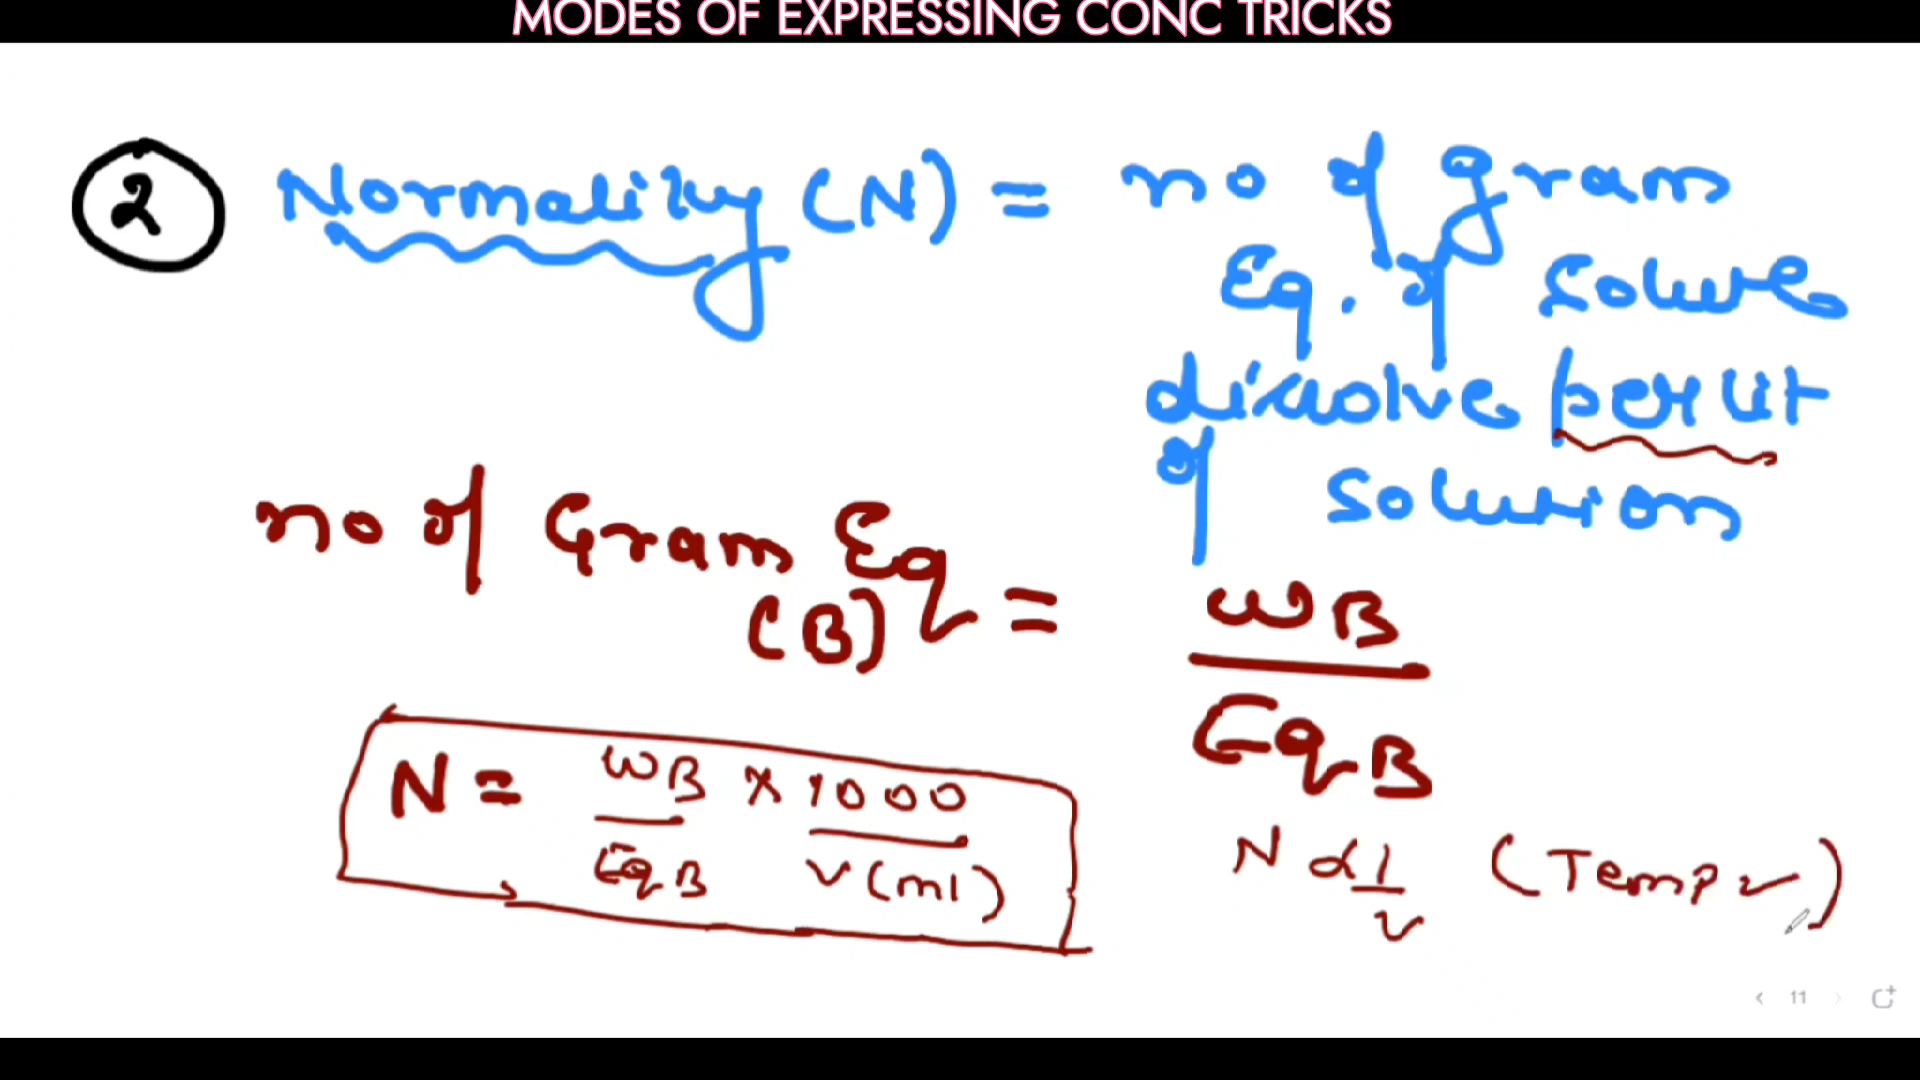 MODES OF EXPRESSING CONC TRICKS
2 Normality (N) = no of gram
Eq. of solute
dissolve per lit
of solution
no of Gram Eq
(B) = wB
EqB
N = wB × 1000
EqB V(ml)
N ∝ 1
v
(Temp ✓)
11